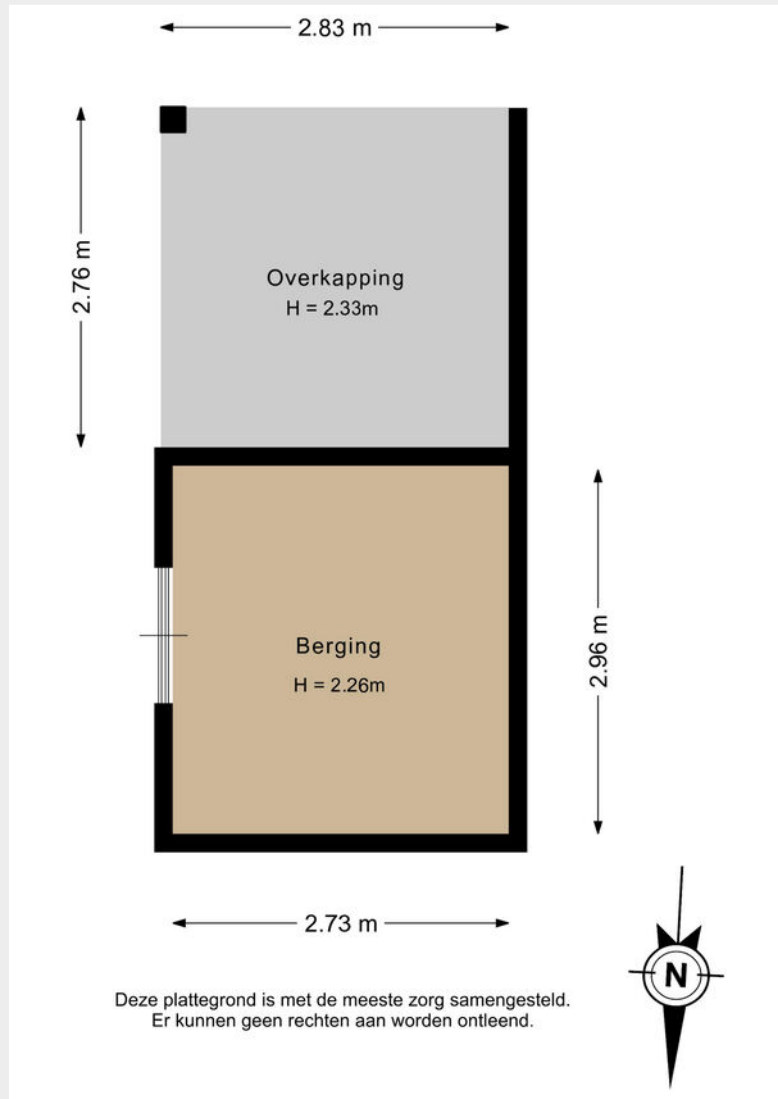 2.83 m
2.76 m
Overkapping
H = 2.33m
Berging
H = 2.26m
2.96 m
2.73 m
N
Deze plattegrond is met de meeste zorg samengesteld.
Er kunnen geen rechten aan worden ontleend.